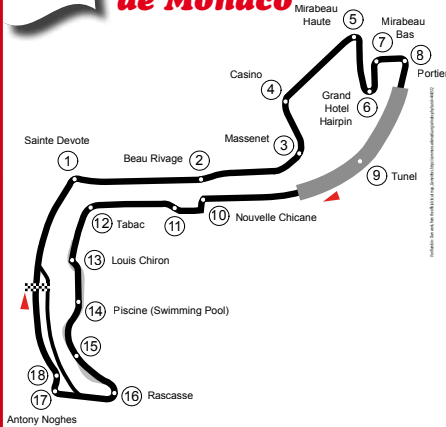 de Monaco
Mirabeau
Haute
5
Mirabeau
Bas
7
8
Portier
Casino
4
Grand
Hotel
Hairpin
6
Massenet
3
Sainte Devote
1
Beau Rivage
2
9
Tunel
10
Nouvelle Chicane
11
12
Tabac
13
Louis Chiron
14
Piscine (Swimming Pool)
15
16
Rascasse
18
17
Antony Noghes